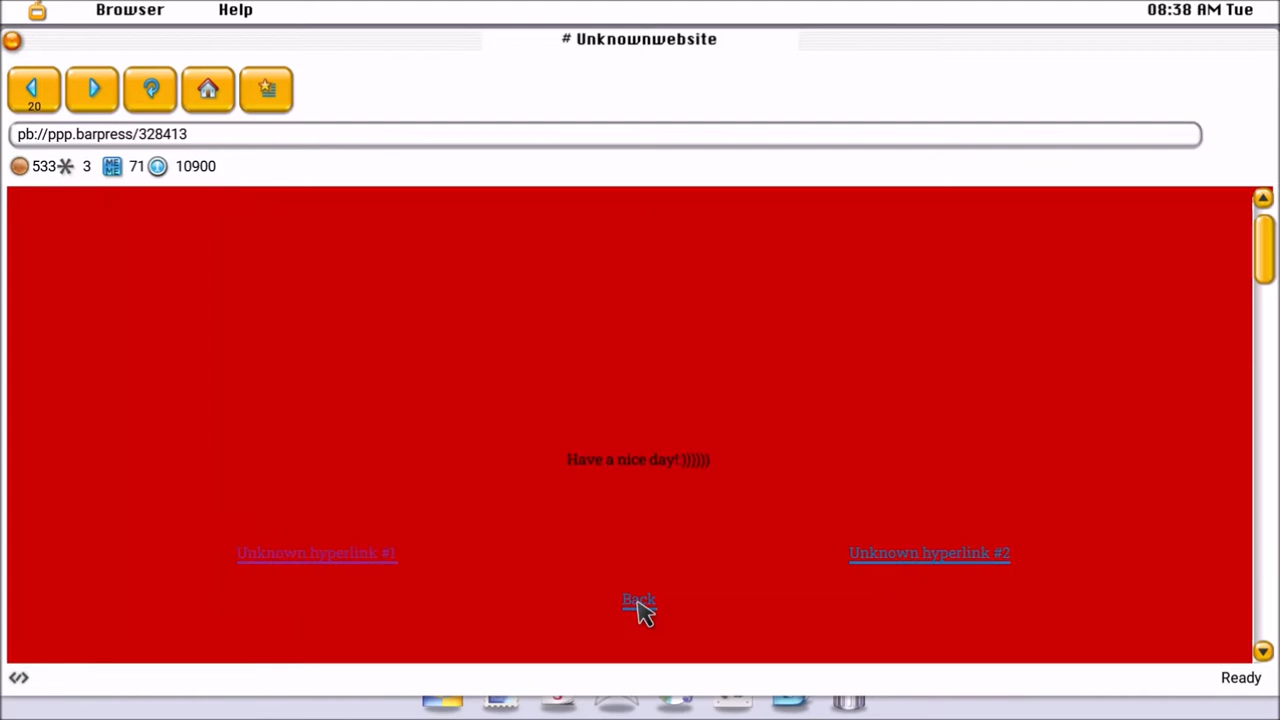 Browser Help 08:38 AM Tue
# Unknownwebsite
20
pb://ppp.barpress/328413
533 3 MEME 71 10900
Have a nice day! ))))))
Unknown hyperlink #1 Unknown hyperlink #2
Back
Ready